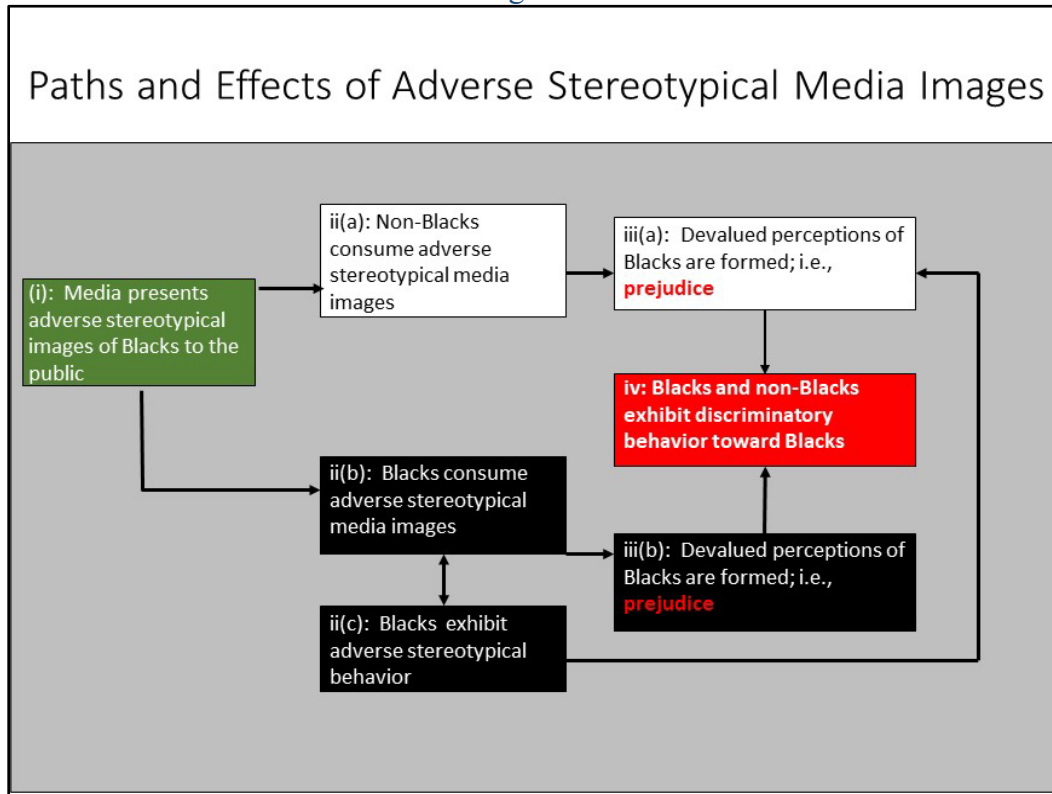 Paths and Effects of Adverse Stereotypical Media Images
ii(a): Non-Blacks
consume adverse
stereotypical media
images
iii(a): Devalued perceptions of
Blacks are formed; i.e.,
prejudice
(i): Media presents
adverse stereotypical
images of Blacks to the
public
iv: Blacks and non-Blacks
exhibit discriminatory
behavior toward Blacks
ii(b): Blacks consume
adverse stereotypical
media images
iii(b): Devalued perceptions of
Blacks are formed; i.e.,
prejudice
ii(c): Blacks exhibit
adverse stereotypical
behavior